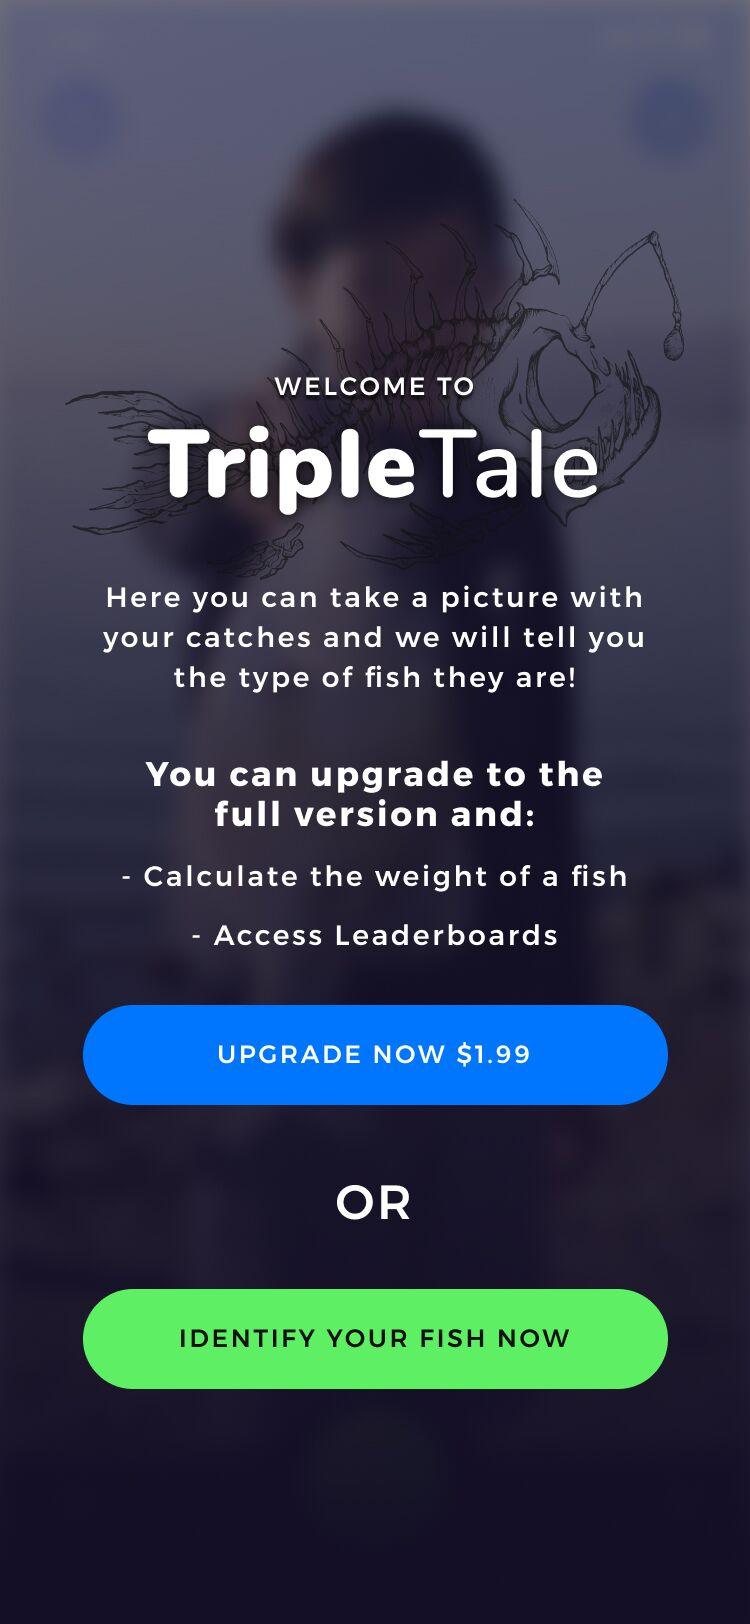 WELCOME TO
TripleTale
Here you can take a picture with
your catches and we will tell you
the type of fish they are!
You can upgrade to the
full version and:
- Calculate the weight of a fish
- Access Leaderboards
UPGRADE NOW $1.99
OR
IDENTIFY YOUR FISH NOW